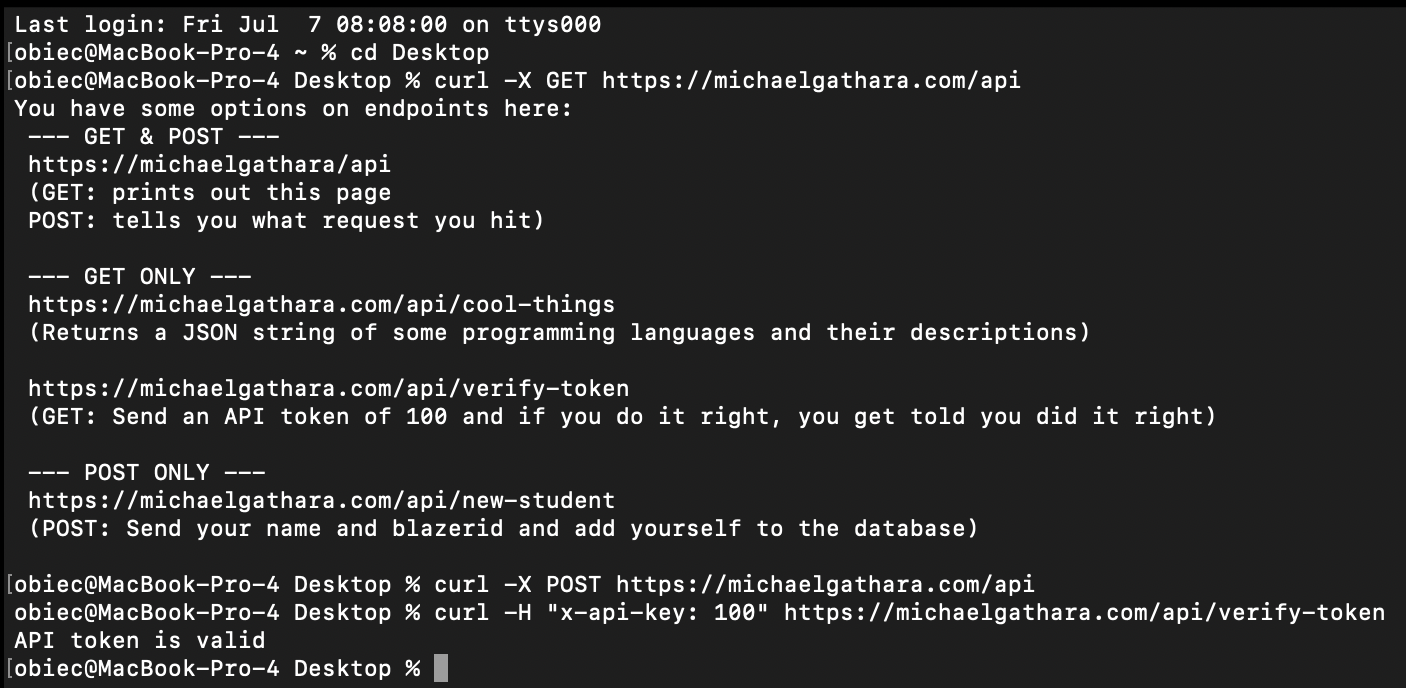 Last login: Fri Jul  7 08:08:00 on ttys000
[obiec@MacBook-Pro-4 ~ % cd Desktop
[obiec@MacBook-Pro-4 Desktop % curl -X GET https://michaelgathara.com/api
You have some options on endpoints here:
--- GET & POST ---
https://michaelgathara/api
(GET: prints out this page
POST: tells you what request you hit)
--- GET ONLY ---
https://michaelgathara.com/api/cool-things
(Returns a JSON string of some programming languages and their descriptions)
https://michaelgathara.com/api/verify-token
(GET: Send an API token of 100 and if you do it right, you get told you did it right)
--- POST ONLY ---
https://michaelgathara.com/api/new-student
(POST: Send your name and blazerid and add yourself to the database)
[obiec@MacBook-Pro-4 Desktop % curl -X POST https://michaelgathara.com/api
obiec@MacBook-Pro-4 Desktop % curl -H "x-api-key: 100" https://michaelgathara.com/api/verify-token
API token is valid
[obiec@MacBook-Pro-4 Desktop %